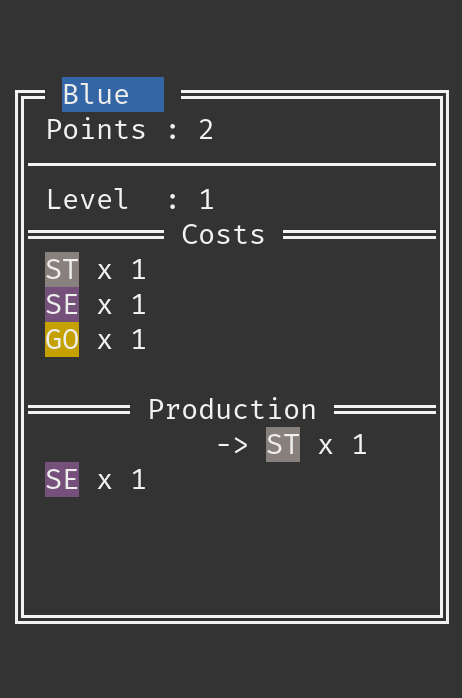 Blue
Points : 2
Level  : 1
Costs
ST x 1
SE x 1
GO x 1
Production
-> ST x 1
SE x 1